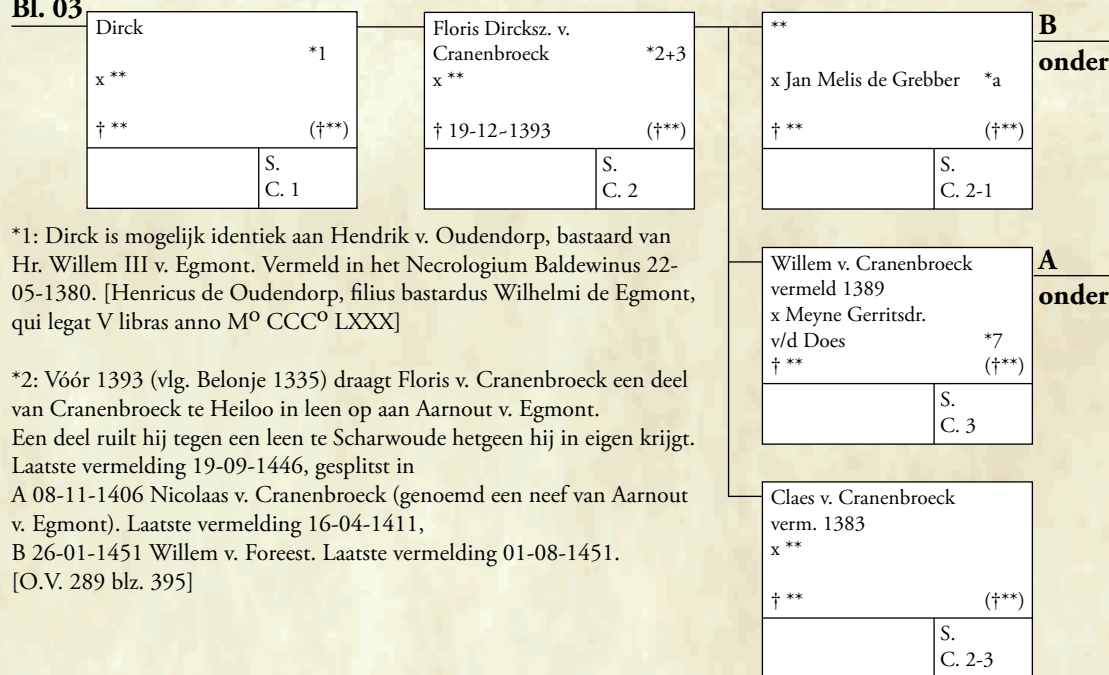 Bl. 03
Dirck
*1
x **
† ** (†**)
S.
C. 1
Floris Dircksz. v.
Cranenbroeck *2+3
x **
† 19-12-1393 (†**)
S.
C. 2
**
x Jan Melis de Grebber *a
† ** (†**)
S.
C. 2-1
B
onder
Willem v. Cranenbroeck
vermeld 1389
x Meyne Gerritsdr.
v/d Does *7
† ** (†**)
S.
C. 3
A
onder
Claes v. Cranenbroeck
verm. 1383
x **
† ** (†**)
S.
C. 2-3
*1: Dirck is mogelijk identiek aan Hendrik v. Oudendorp, bastaard van
Hr. Willem III v. Egmont. Vermeld in het Necrologium Baldewinus 22-
05-1380. [Henricus de Oudendorp, filius bastardus Wilhelmi de Egmont,
qui legat V libras anno Mº CCCº LXXX]
*2: Vóór 1393 (vlg. Belonje 1335) draagt Floris v. Cranenbroeck een deel
van Cranenbroeck te Heiloo in leen op aan Aarnout v. Egmont.
Een deel ruilt hij tegen een leen te Scharwoude hetgeen hij in eigen krijgt.
Laatste vermelding 19-09-1446, gesplitst in
A 08-11-1406 Nicolaas v. Cranenbroeck (genoemd een neef van Aarnout
v. Egmont). Laatste vermelding 16-04-1411,
B 26-01-1451 Willem v. Foreest. Laatste vermelding 01-08-1451.
[O.V. 289 blz. 395]